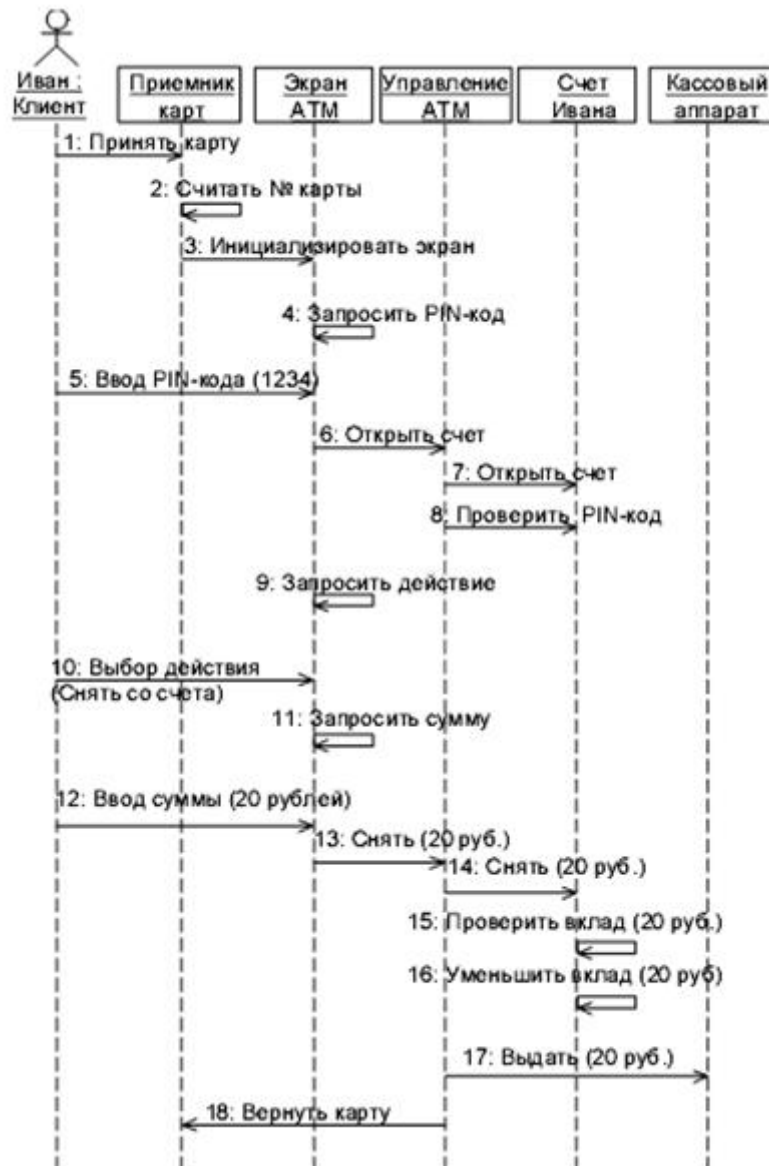 Иван :
Клиент
Приемник
карт
Экран
АТМ
Управление
АТМ
Счет
Ивана
Кассовый
аппарат
1: Принять карту
2: Считать № карты
3: Инициализировать экран
4: Запросить PIN-код
5: Ввод PIN-кода (1234)
6: Открыть счет
7: Открыть счет
8: Проверить PIN-код
9: Запросить действие
10: Выбор действия
(Снять со счета)
11: Запросить сумму
12: Ввод суммы (20 рублей)
13: Снять (20 руб.)
14: Снять (20 руб.)
15: Проверить вклад (20 руб.)
16: Уменьшить вклад (20 руб)
17: Выдать (20 руб.)
18: Вернуть карту